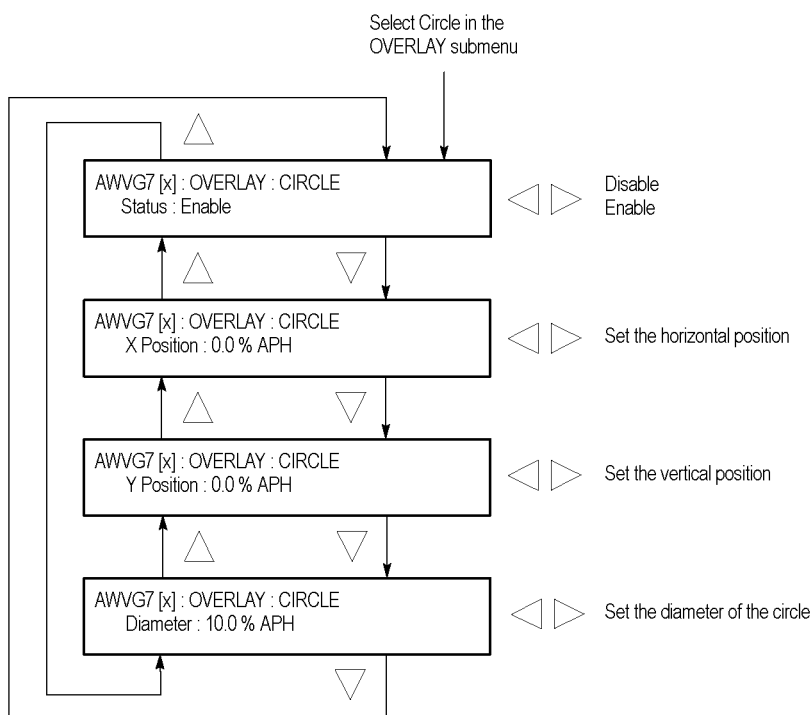 Select Circle in the
OVERLAY submenu
AWVG7 [x] : OVERLAY : CIRCLE
Status : Enable
Disable
Enable
AWVG7 [x] : OVERLAY : CIRCLE
X Position : 0.0 % APH
Set the horizontal position
AWVG7 [x] : OVERLAY : CIRCLE
Y Position : 0.0 % APH
Set the vertical position
AWVG7 [x] : OVERLAY : CIRCLE
Diameter : 10.0 % APH
Set the diameter of the circle